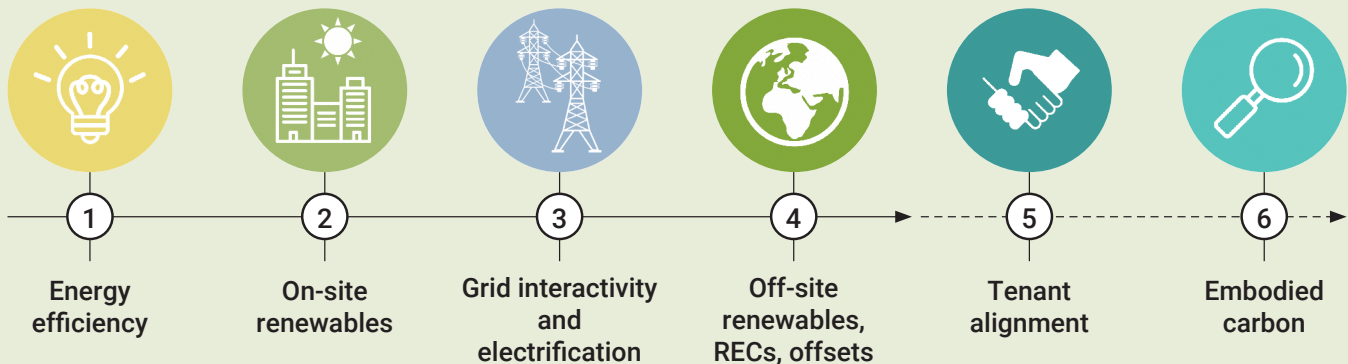 1
2
3
4
5
6
Energy
efficiency
On-site
renewables
Grid interactivity
and
electrification
Off-site
renewables,
RECs, offsets
Tenant
alignment
Embodied
carbon